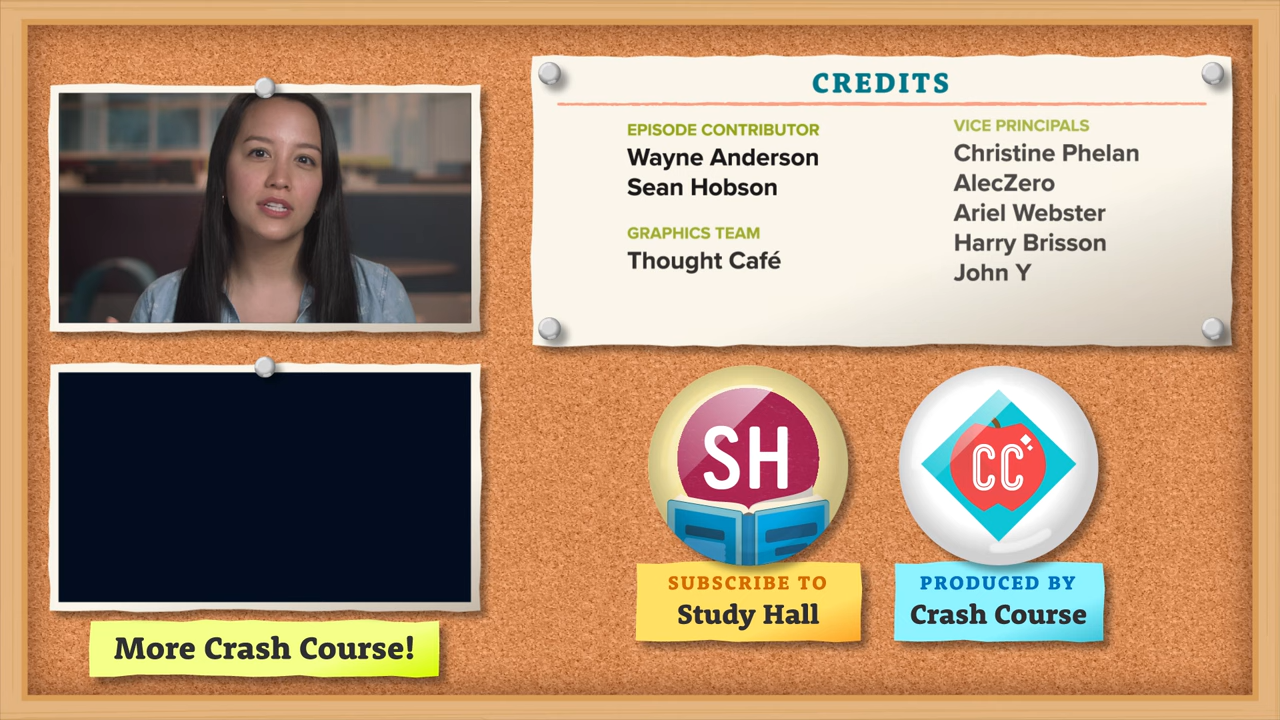 CREDITS
EPISODE CONTRIBUTOR
Wayne Anderson
Sean Hobson
GRAPHICS TEAM
Thought Café
VICE PRINCIPALS
Christine Phelan
AlecZero
Ariel Webster
Harry Brisson
John Y
SH
SUBSCRIBE TO
Study Hall
CC
PRODUCED BY
Crash Course
More Crash Course!